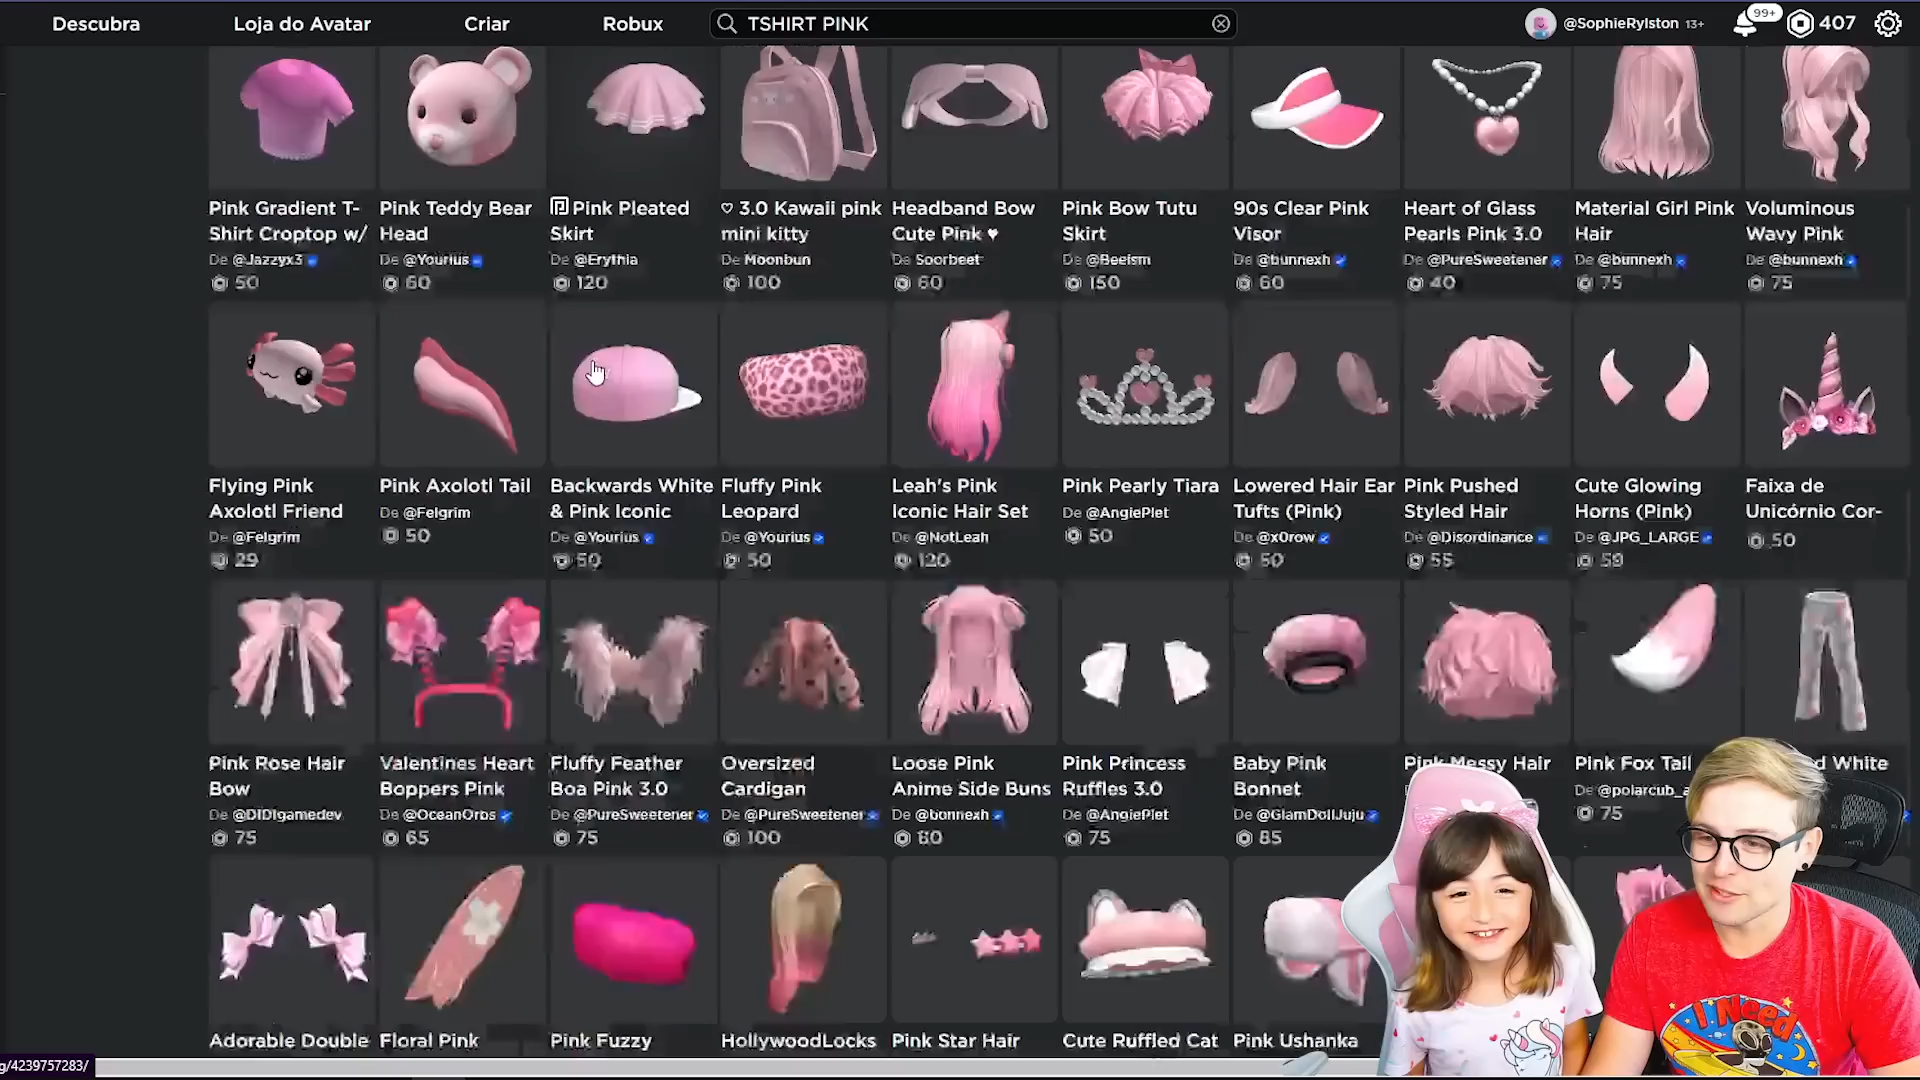 Descubra Loja do Avatar Criar Robux TSHIRT PINK @SophieRylston 13+ 99+ 407
Pink Gradient T-
Shirt Croptop w/
De @Jazzyx3
50
Pink Teddy Bear
Head
De @Yourius
60
Pink Pleated
Skirt
De @Erythia
120
♡ 3.0 Kawaii pink
mini kitty
De Moonbun
100
Headband Bow
Cute Pink ♥
De Soorbeet
60
Pink Bow Tutu
Skirt
De @Beeism
150
90s Clear Pink
Visor
De @bunnexh
60
Heart of Glass
Pearls Pink 3.0
De @PureSweetener
40
Material Girl Pink
Hair
De @bunnexh
75
Voluminous
Wavy Pink
De @bunnexh
75
Flying Pink
Axolotl Friend
De @Felgrim
29
Pink Axolotl Tail
De @Felgrim
50
Backwards White
& Pink Iconic
De @Yourius
50
Fluffy Pink
Leopard
De @Yourius
50
Leah's Pink
Iconic Hair Set
De @NotLeah
120
Pink Pearly Tiara
De @AngiePlet
50
Lowered Hair Ear
Tufts (Pink)
De @x0row
50
Pink Pushed
Styled Hair
De @Disordinance
55
Cute Glowing
Horns (Pink)
De @JPG_LARGE
59
Faixa de
Unicórnio Cor-
50
Pink Rose Hair
Bow
De @DIDIgamedev
75
Valentines Heart
Boppers Pink
De @OceanOrbs
65
Fluffy Feather
Boa Pink 3.0
De @PureSweetener
75
Oversized
Cardigan
De @PureSweetener
100
Loose Pink
Anime Side Buns
De @bonnexh
80
Pink Princess
Ruffles 3.0
De @AngiePlet
75
Baby Pink
Bonnet
De @GlamDollJuju
85
Pink Messy Hair
Pink Fox Tail
De @polarcub_a
75
White
Adorable Double
Floral Pink
Pink Fuzzy
HollywoodLocks
Pink Star Hair
Cute Ruffled Cat
Pink Ushanka
g/4239757283/
I Need